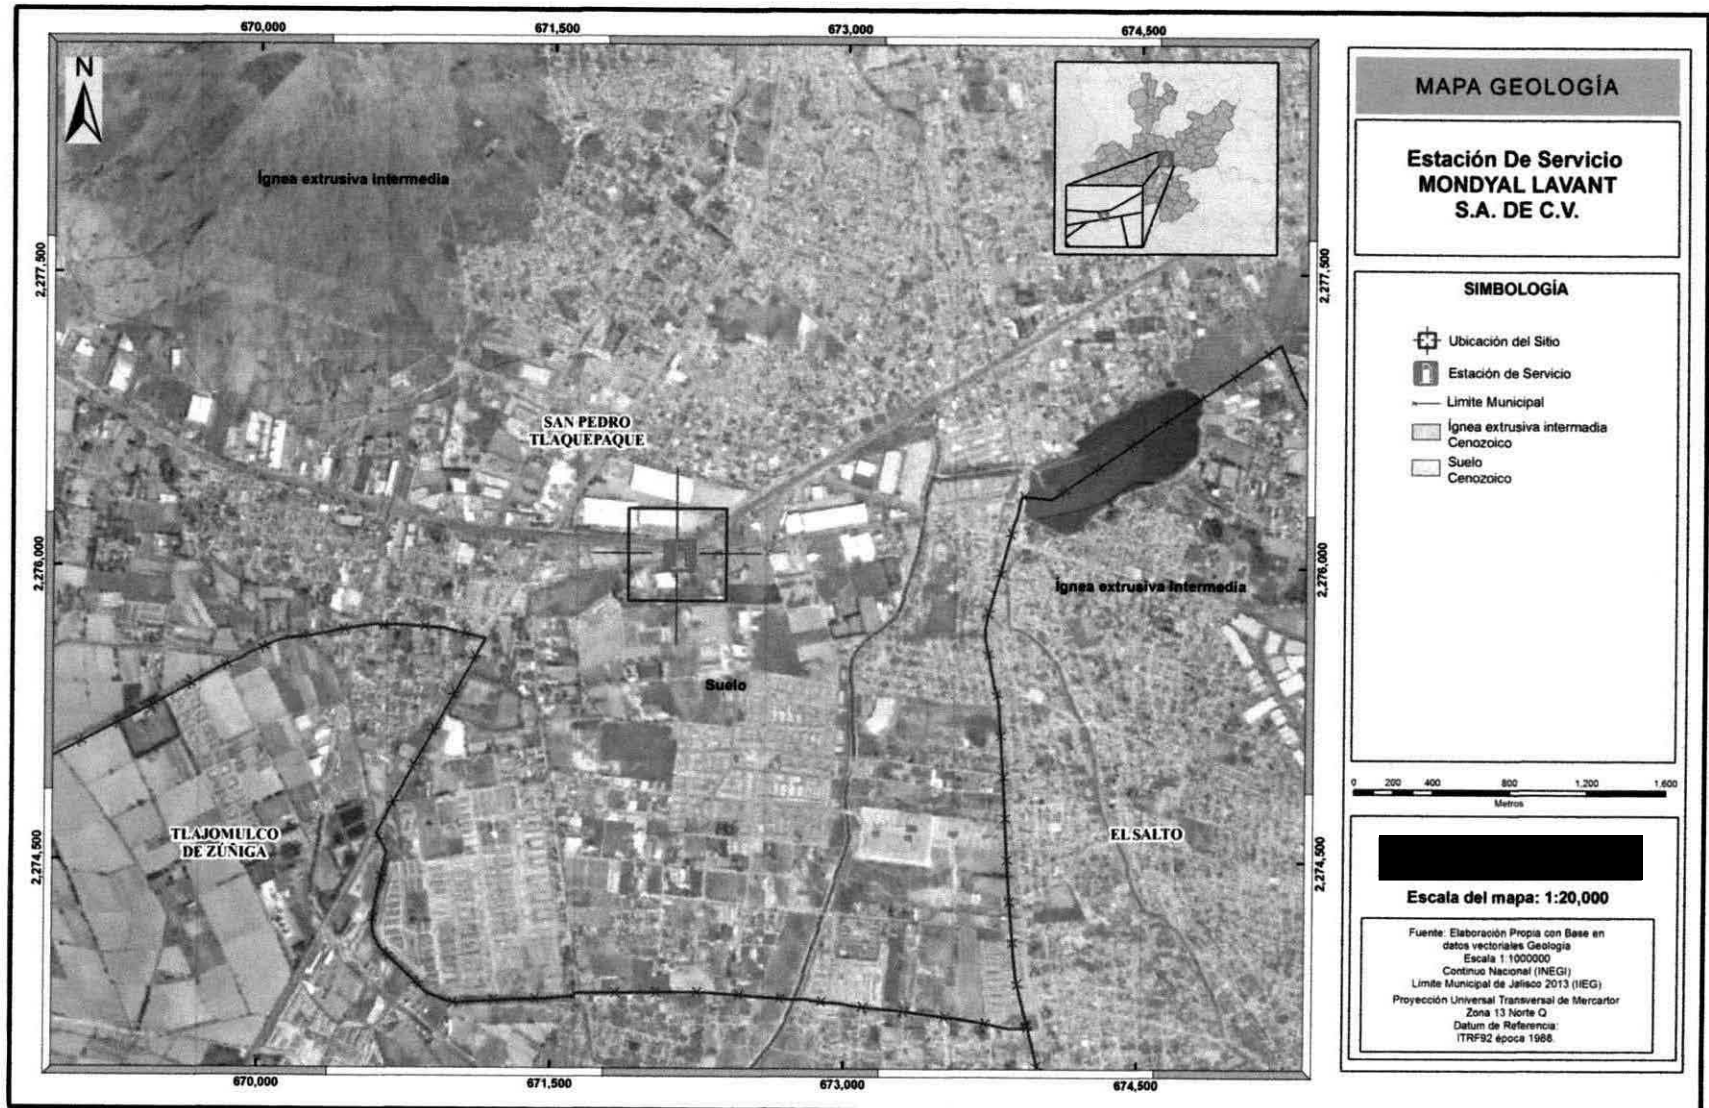 670,000
671,500
673,000
674,500
N
Ígnea extrusiva intermedia
2,277,500
2,277,500
SAN PEDRO
TLAQUEPAQUE
2,276,000
2,276,000
Ígnea extrusiva intermedia
Suelo
TLAJOMULCO
DE ZÚÑIGA
EL SALTO
2,274,500
2,274,500
670,000
671,500
673,000
674,500
MAPA GEOLOGÍA
Estación De Servicio
MONDYAL LAVANT
S.A. DE C.V.
SIMBOLOGÍA
Ubicación del Sitio
Estación de Servicio
Limite Municipal
Ígnea extrusiva intermadia
Cenozoico
Suelo
Cenozoico
0 200 400 800 1,200 1,600
Metros
Escala del mapa: 1:20,000
Fuente: Elaboración Propia con Base en
datos vectoriales Geologia
Escala 1:1000000
Continuo Nacional (INEGI)
Límite Municipal de Jalisco 2013 (IIEG)
Proyección Universal Transversal de Mercartor
Zona 13 Norte Q
Datum de Referencia:
ITRF92 época 1988.